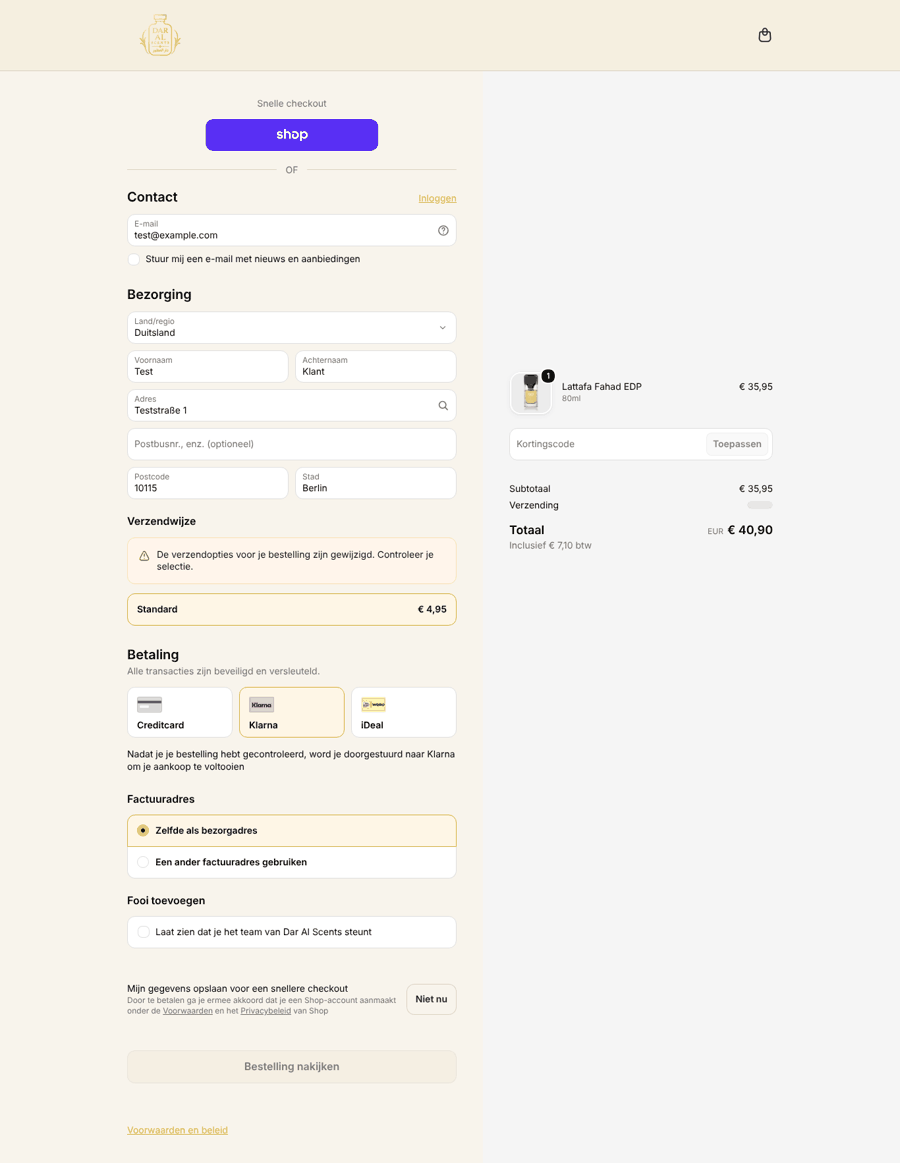 DAR
AL
Snelle checkout
shop
OF
Contact
Inloggen
E-mail
test@example.com
Stuur mij een e-mail met nieuws en aanbiedingen
Bezorging
Land/regio
Duitsland
Voornaam
Test
Achternaam
Klant
Adres
Teststraße 1
Postbusnr., enz. (optioneel)
Postcode
10115
Stad
Berlin
Verzendwijze
De verzendopties voor je bestelling zijn gewijzigd. Controleer je
selectie.
Standard
€ 4,95
Betaling
Alle transacties zijn beveiligd en versleuteld.
Creditcard
Klarna
Klarna
iDeal
Nadat je je bestelling hebt gecontroleerd, word je doorgestuurd naar Klarna
om je aankoop te voltooien
Factuuradres
Zelfde als bezorgadres
Een ander factuuradres gebruiken
Fooi toevoegen
Laat zien dat je het team van Dar Al Scents steunt
Mijn gegevens opslaan voor een snellere checkout
Door te betalen ga je ermee akkoord dat je een Shop-account aanmaakt
onder de Voorwaarden en het Privacybeleid van Shop
Niet nu
Bestelling nakijken
Voorwaarden en beleid
1
Lattafa Fahad EDP
80ml
€ 35,95
Kortingscode
Toepassen
Subtotaal
€ 35,95
Verzending
Totaal
EUR € 40,90
Inclusief € 7,10 btw